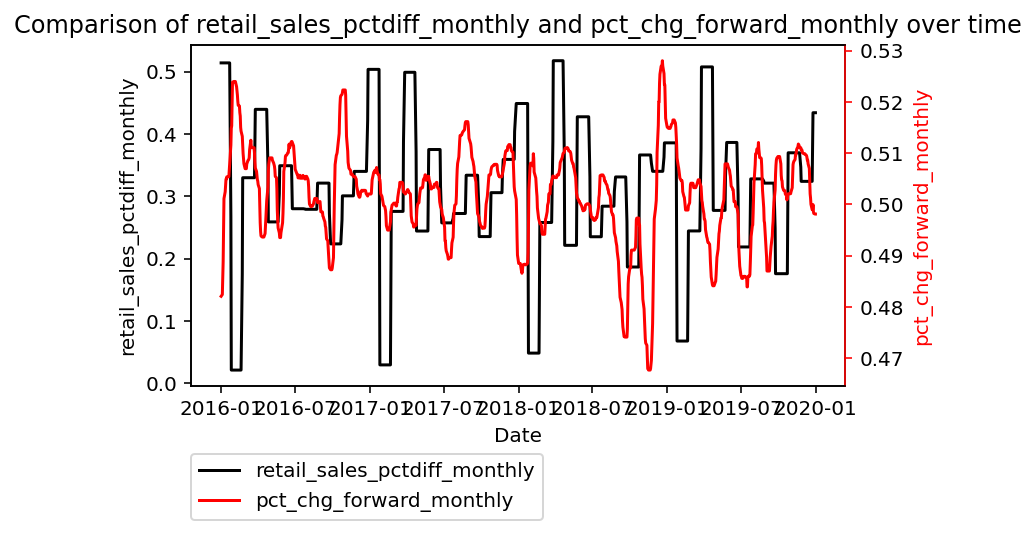 Comparison of retail_sales_pctdiff_monthly and pct_chg_forward_monthly over time
retail_sales_pctdiff_monthly
0.5
0.4
0.3
0.2
0.1
0.0
0.53
0.52
0.51
0.50
0.49
0.48
0.47
pct_chg_forward_monthly
2016-01 2016-07 2017-01 2017-07 2018-01 2018-07 2019-01 2019-07 2020-01
Date
retail_sales_pctdiff_monthly
pct_chg_forward_monthly